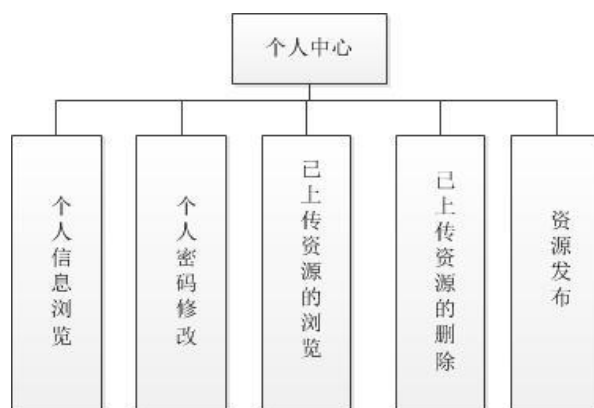 个人中心
个人信息浏览
个人密码修改
已上传资源的浏览
已上传资源的删除
资源发布